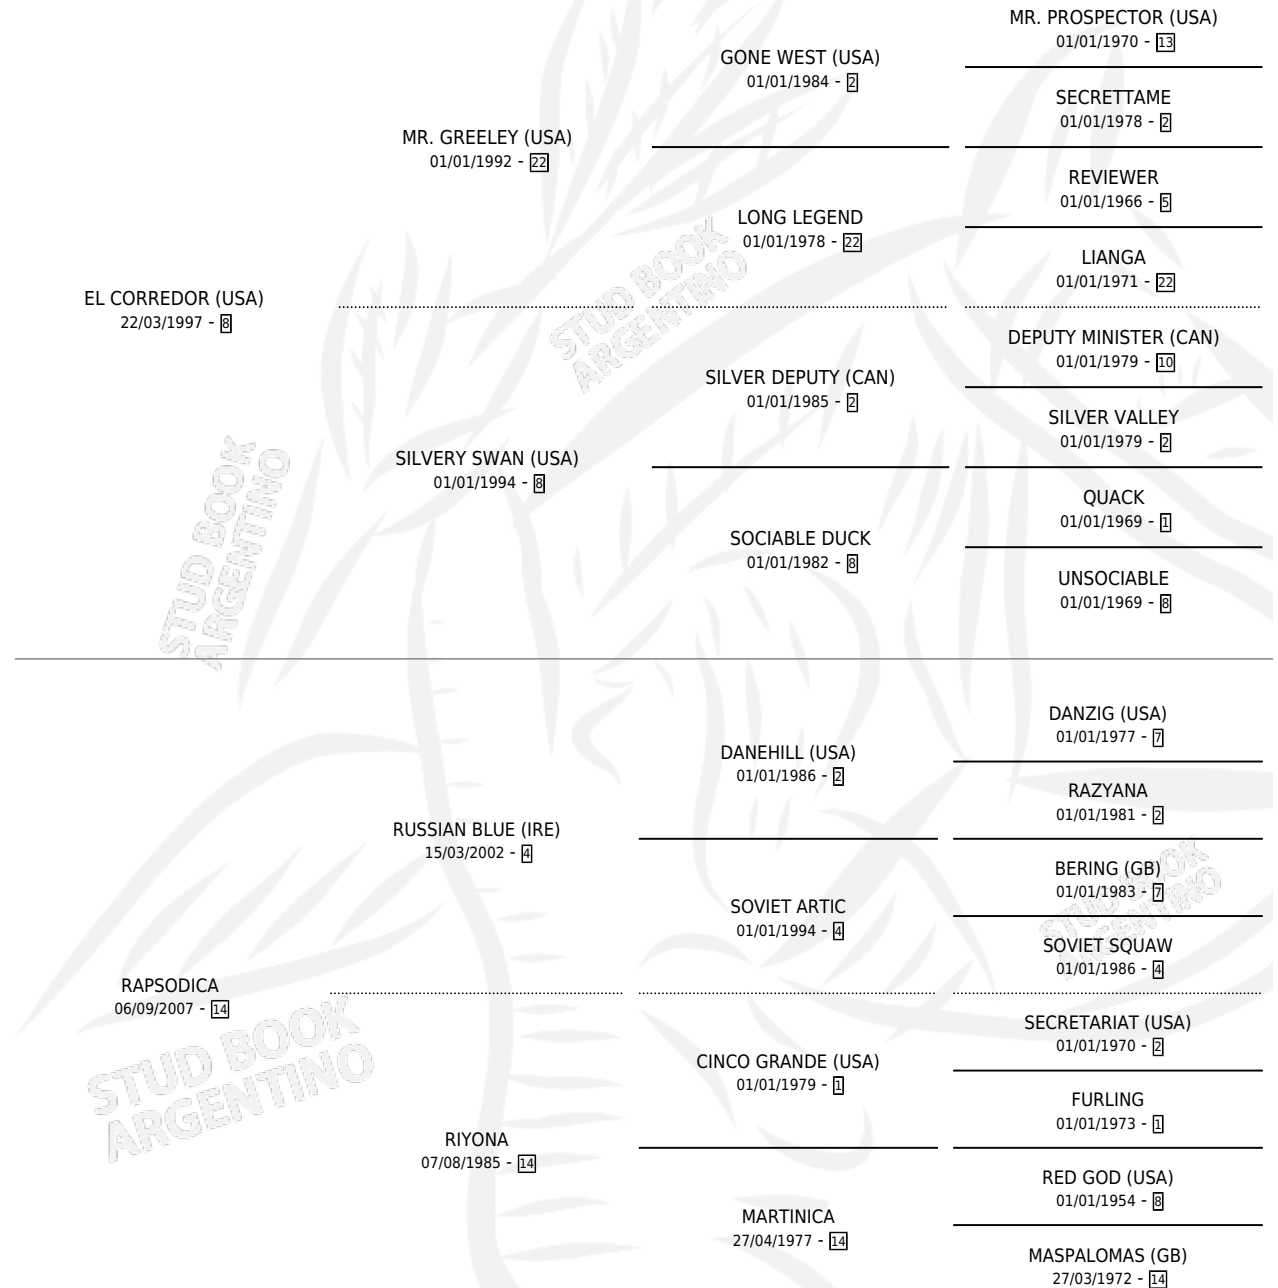 MR. PROSPECTOR (USA)
01/01/1970 - 13
GONE WEST (USA)
01/01/1984 - 2
SECRETTAME
01/01/1978 - 2
MR. GREELEY (USA)
01/01/1992 - 22
REVIEWER
01/01/1966 - 5
LONG LEGEND
01/01/1978 - 22
LIANGA
01/01/1971 - 22
EL CORREDOR (USA)
22/03/1997 - 8
DEPUTY MINISTER (CAN)
01/01/1979 - 10
SILVER DEPUTY (CAN)
01/01/1985 - 2
SILVER VALLEY
01/01/1979 - 2
SILVERY SWAN (USA)
01/01/1994 - 8
QUACK
01/01/1969 - 1
SOCIABLE DUCK
01/01/1982 - 8
UNSOCIABLE
01/01/1969 - 8
DANZIG (USA)
01/01/1977 - 7
DANEHILL (USA)
01/01/1986 - 2
RAZYANA
01/01/1981 - 2
RUSSIAN BLUE (IRE)
15/03/2002 - 4
BERING (GB)
01/01/1983 - 7
SOVIET ARTIC
01/01/1994 - 4
SOVIET SQUAW
01/01/1986 - 4
RAPSODICA
06/09/2007 - 14
SECRETARIAT (USA)
01/01/1970 - 2
CINCO GRANDE (USA)
01/01/1979 - 1
FURLING
01/01/1973 - 1
RIYONA
07/08/1985 - 14
RED GOD (USA)
01/01/1954 - 8
MARTINICA
27/04/1977 - 14
MASPALOMAS (GB)
27/03/1972 - 14
STUD BOOK
ARGENTINO
STUD BOOK
ARGENTINO
STUD BOOK
ARGENTINO
STUD BOOK
ARGENTINO